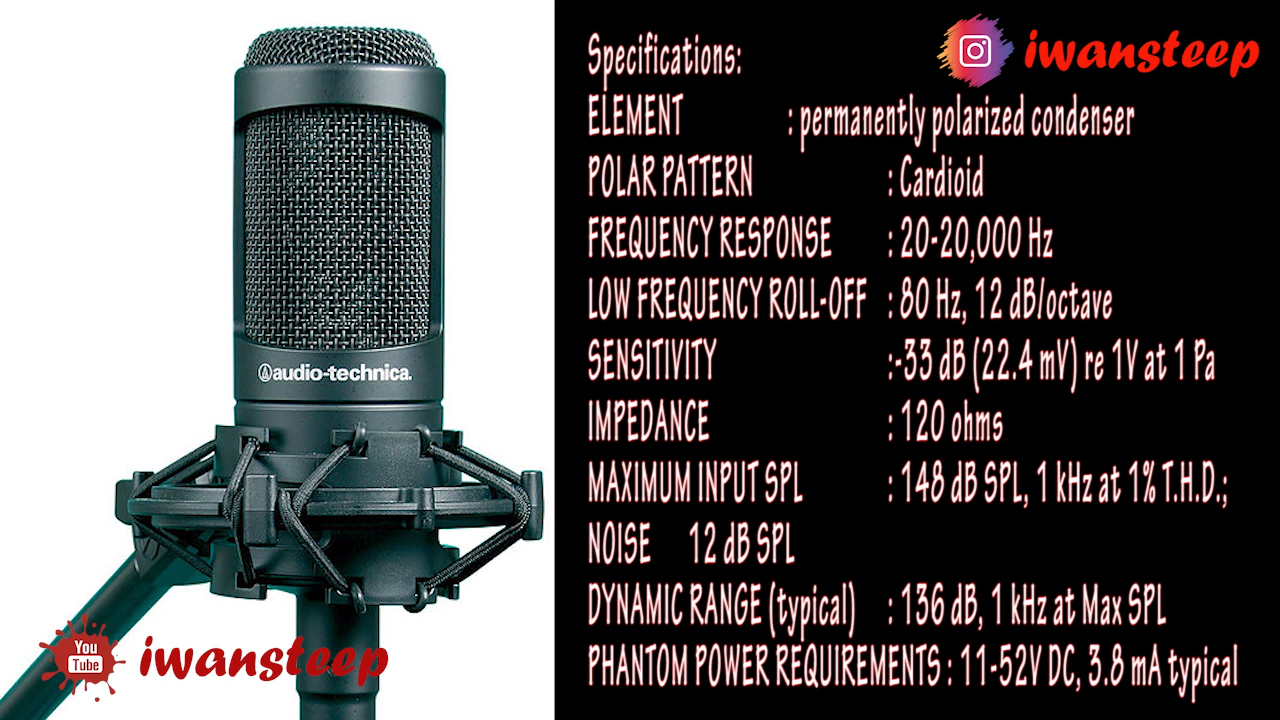 audio-technica.
You
Tube
iwansteep
iwansteep
Specifications:
ELEMENT : permanently polarized condenser
POLAR PATTERN : Cardioid
FREQUENCY RESPONSE : 20-20,000 Hz
LOW FREQUENCY ROLL-OFF : 80 Hz, 12 dB/octave
SENSITIVITY :-33 dB (22.4 mV) re 1V at 1 Pa
IMPEDANCE : 120 ohms
MAXIMUM INPUT SPL : 148 dB SPL, 1 kHz at 1% T.H.D.;
NOISE 12 dB SPL
DYNAMIC RANGE (typical) : 136 dB, 1 kHz at Max SPL
PHANTOM POWER REQUIREMENTS : 11-52V DC, 3.8 mA typical